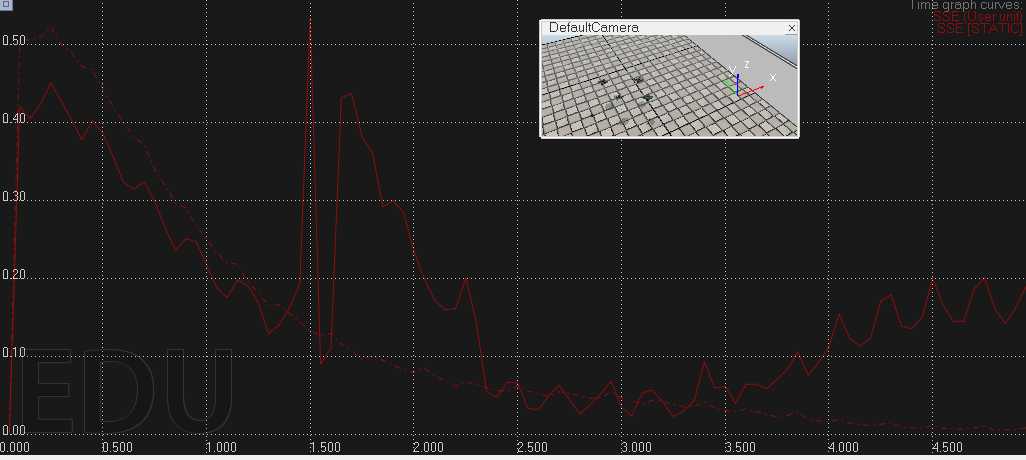 Time graph curves:
SSE (User unit)
SSE [STATIC]
DefaultCamera
Z
Y
X
0.50
0.40
0.30
0.20
0.10
EDU
0.00
0.000 0.500 1.000 1.500 2.000 2.500 3.000 3.500 4.000 4.500